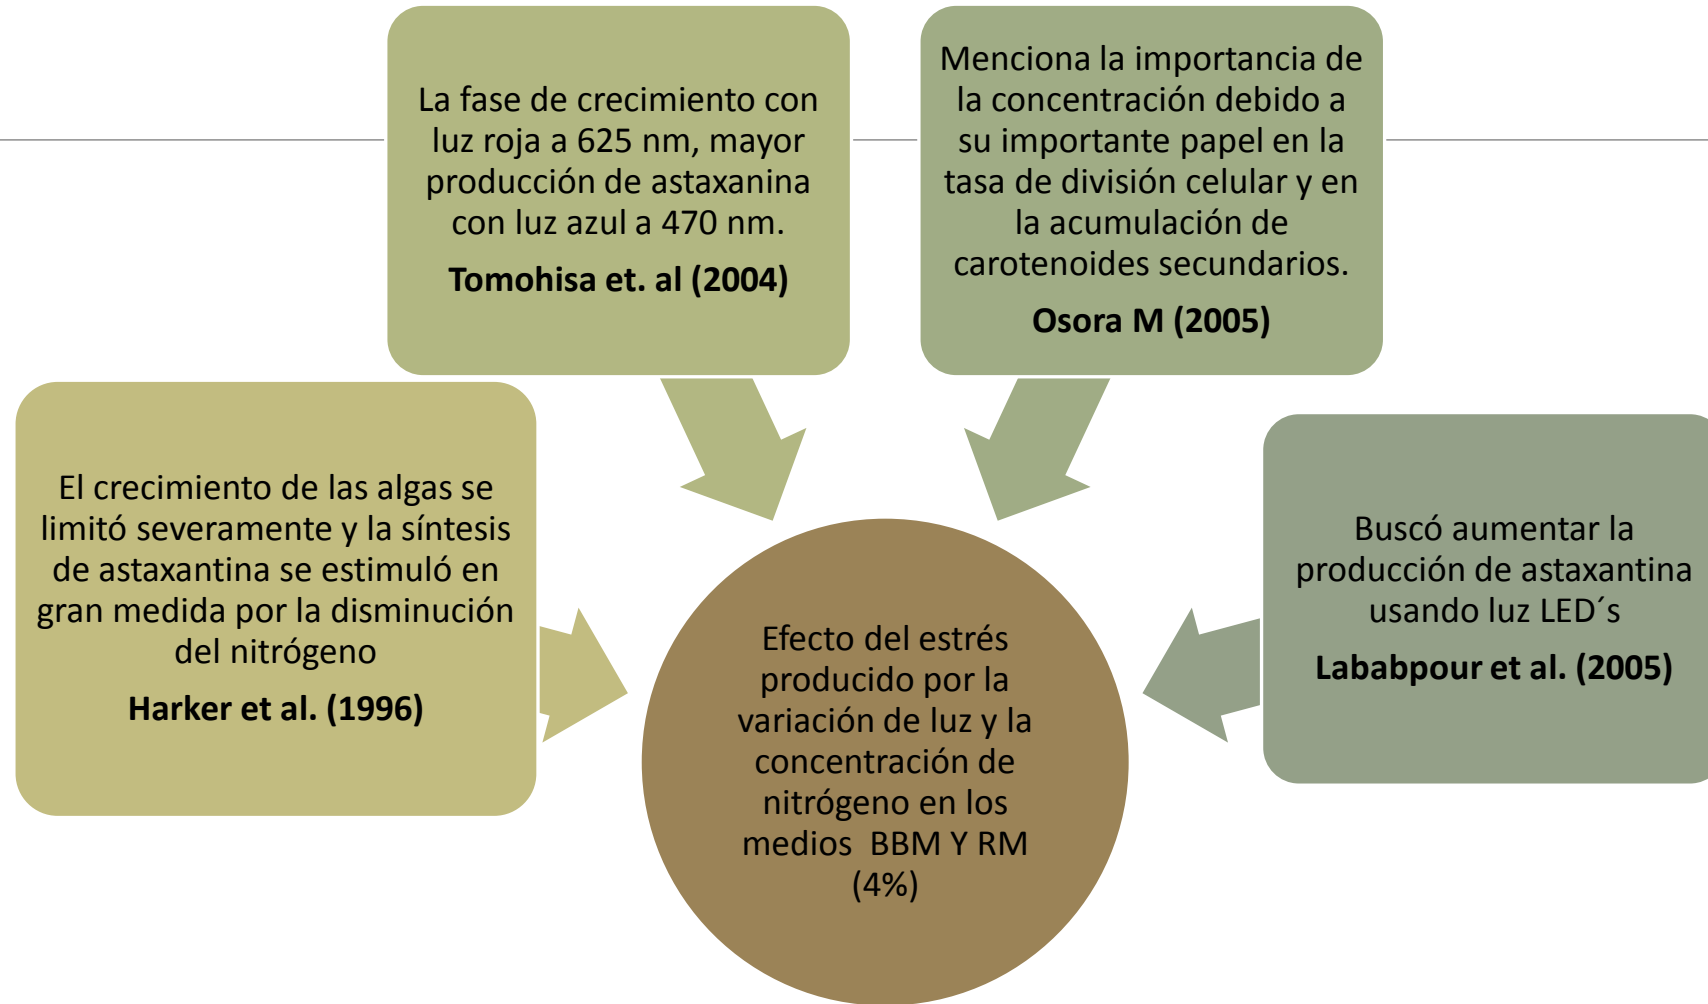 La fase de crecimiento con
luz roja a 625 nm, mayor
producción de astaxanina
con luz azul a 470 nm.
Tomohisa et. al (2004)
Menciona la importancia de
la concentración debido a
su importante papel en la
tasa de división celular y en
la acumulación de
carotenoides secundarios.
Osora M (2005)
El crecimiento de las algas se
limitó severamente y la síntesis
de astaxantina se estimuló en
gran medida por la disminución
del nitrógeno
Harker et al. (1996)
Buscó aumentar la
producción de astaxantina
usando luz LED´s
Lababpour et al. (2005)
Efecto del estrés
producido por la
variación de luz y la
concentración de
nitrógeno en los
medios BBM Y RM
(4%)